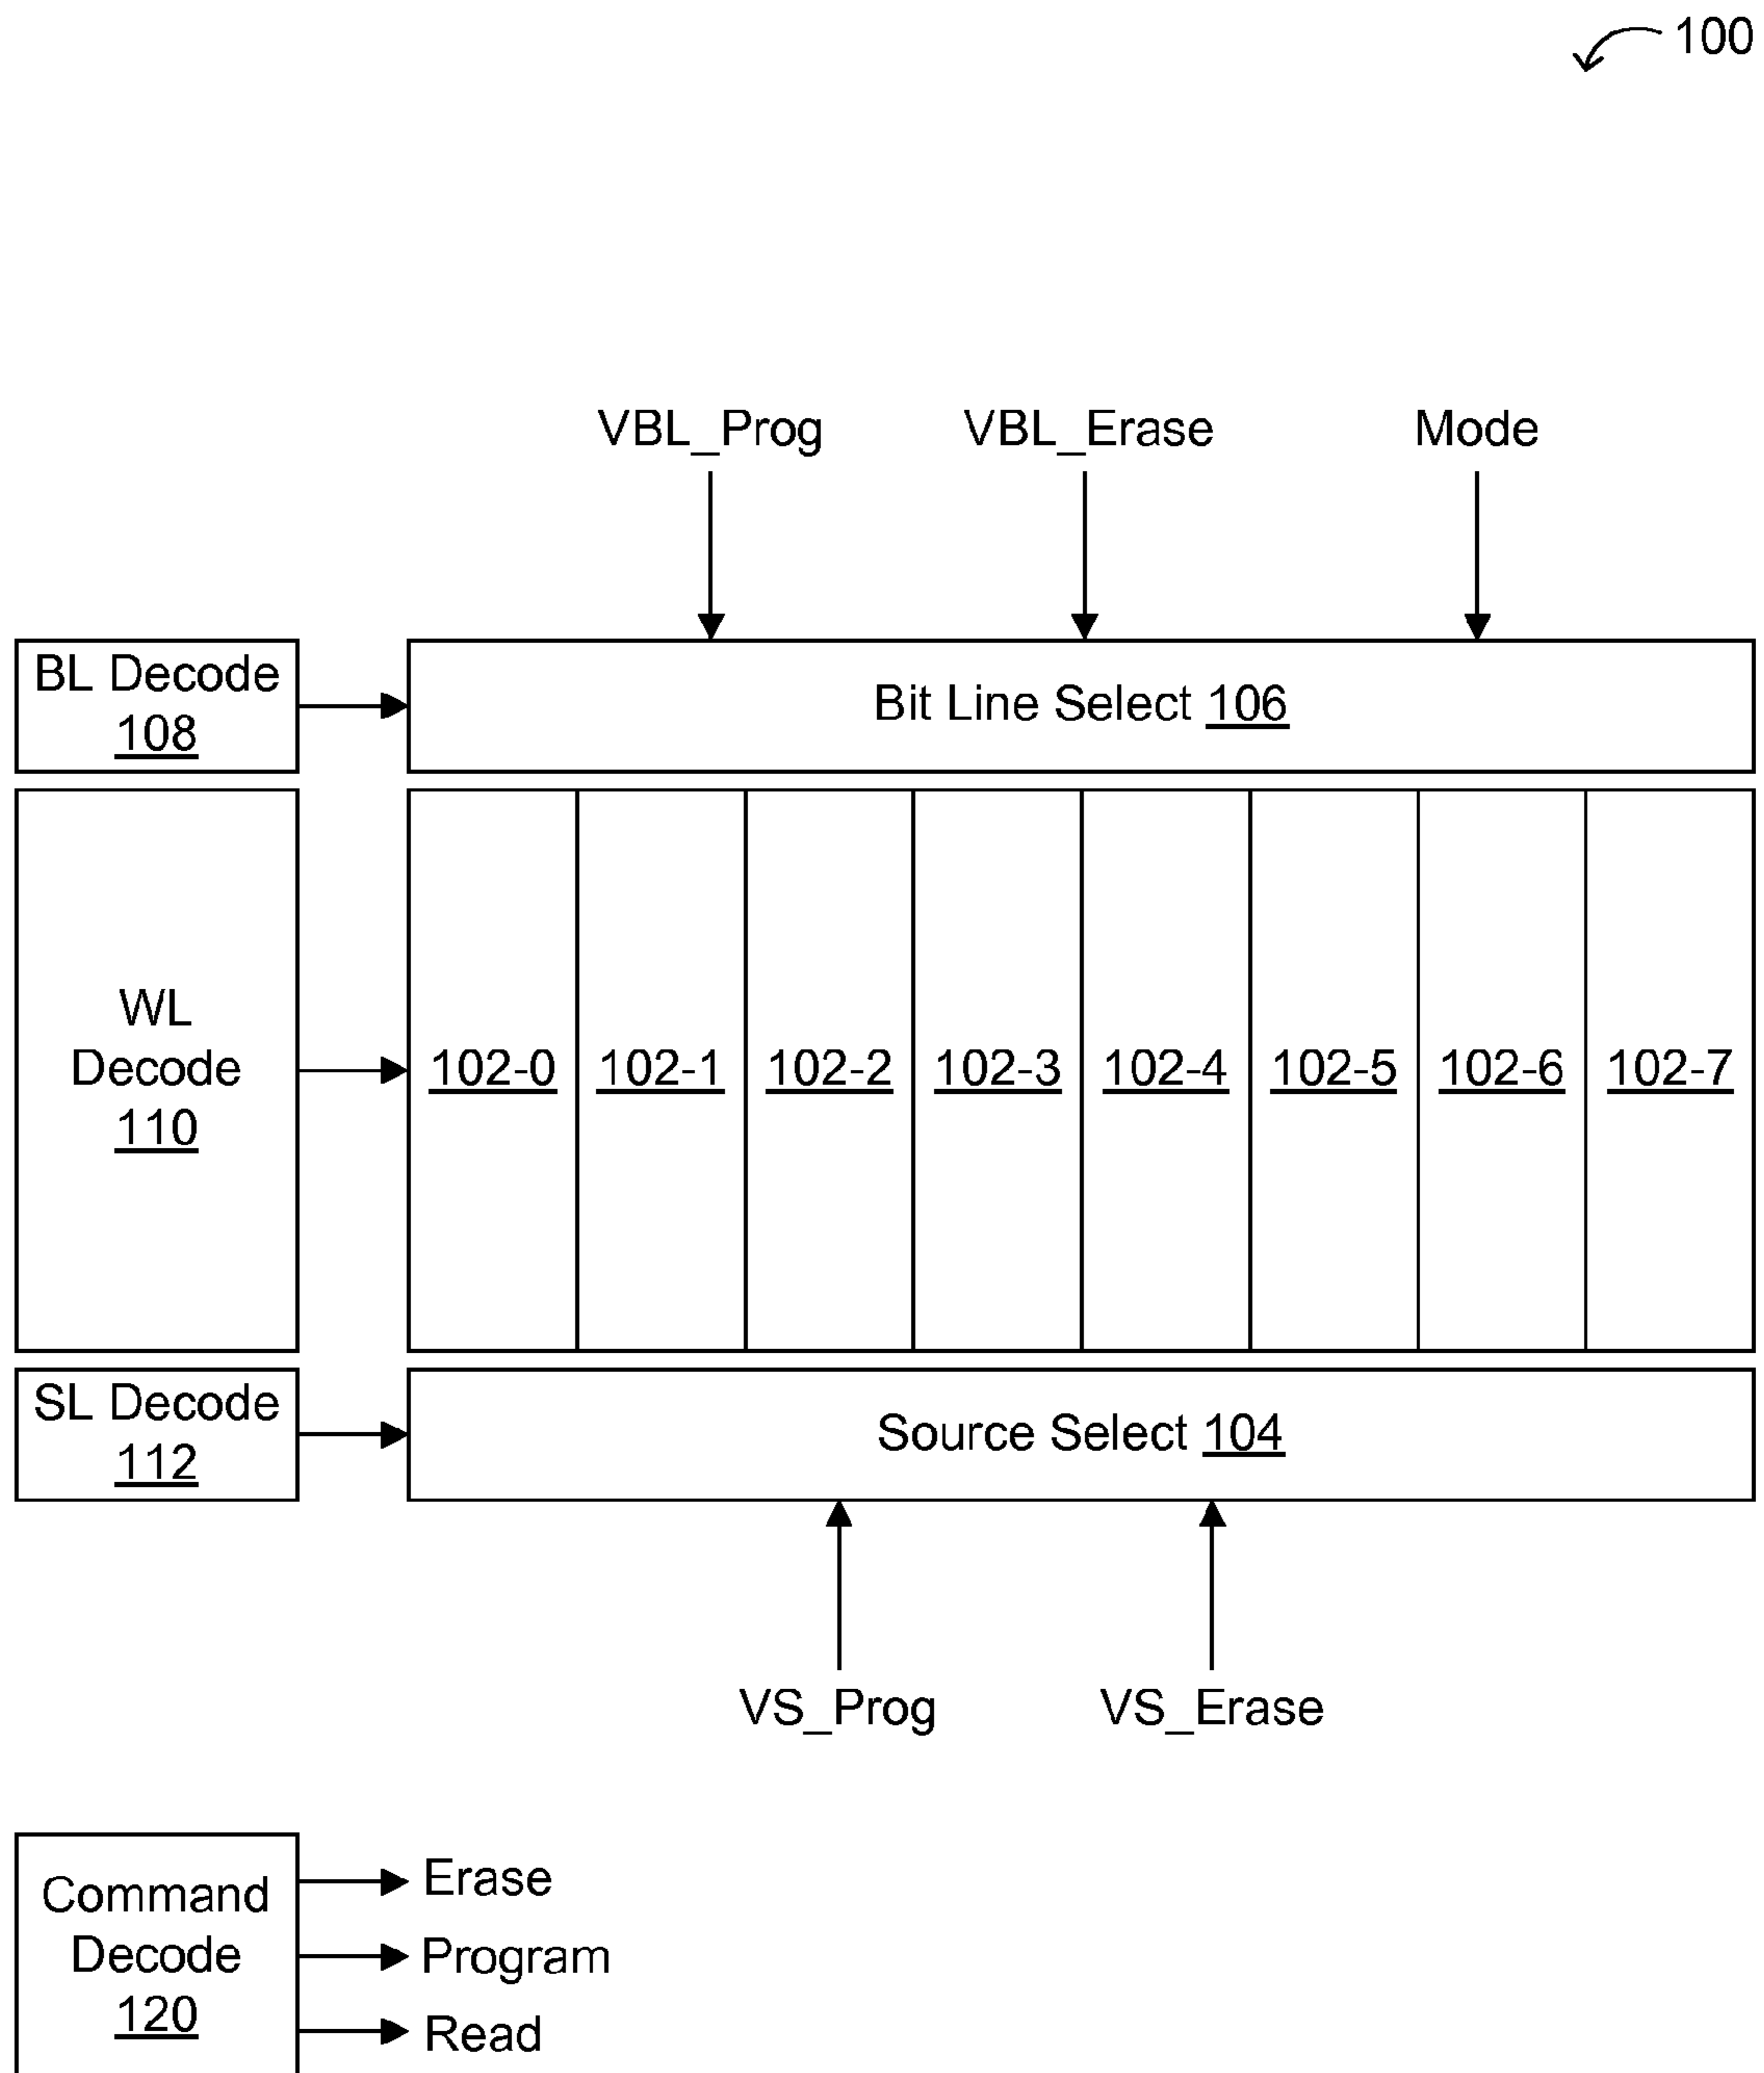 100
VBL_Prog VBL_Erase Mode
BL Decode
108
Bit Line Select 106
WL
Decode
110
102-0 102-1 102-2 102-3 102-4 102-5 102-6 102-7
SL Decode
112
Source Select 104
VS_Prog VS_Erase
Command
Decode
120
Erase
Program
Read